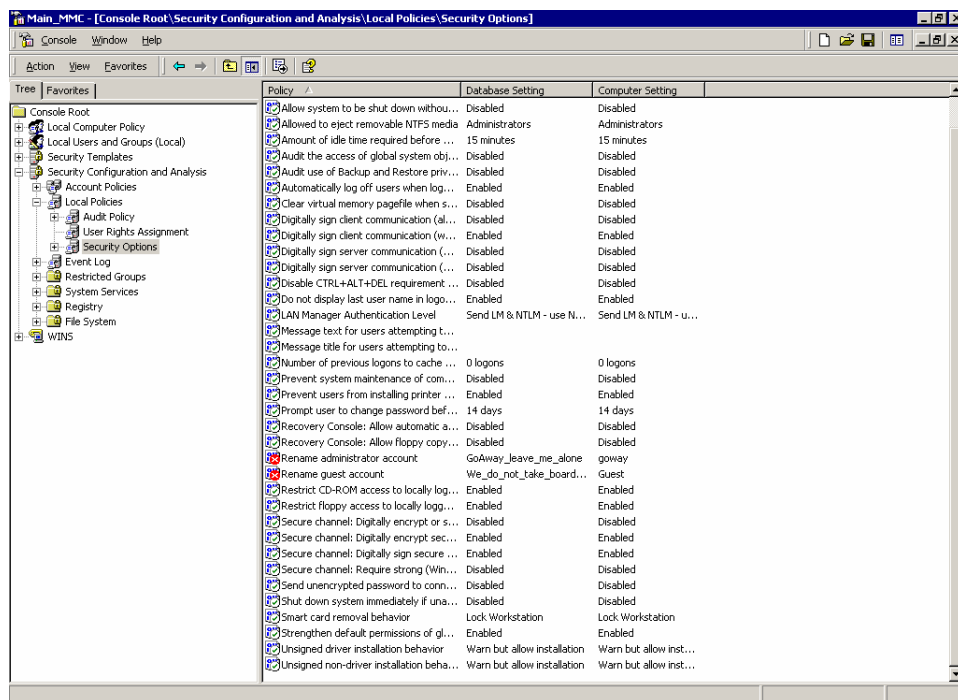 Main_MMC - [Console Root\Security Configuration and Analysis\Local Policies\Security Options]
Console Window Help
Action View Favorites
Tree Favorites
Console Root
Local Computer Policy
Local Users and Groups (Local)
Security Templates
Security Configuration and Analysis
Account Policies
Local Policies
Audit Policy
User Rights Assignment
Security Options
Event Log
Restricted Groups
System Services
Registry
File System
WINS
Policy Database Setting Computer Setting
Allow system to be shut down withou... Disabled Disabled
Allowed to eject removable NTFS media Administrators Administrators
Amount of idle time required before ... 15 minutes 15 minutes
Audit the access of global system obj... Disabled Disabled
Audit use of Backup and Restore priv... Disabled Disabled
Automatically log off users when log... Enabled Enabled
Clear virtual memory pagefile when s... Disabled Disabled
Digitally sign client communication (al... Disabled Disabled
Digitally sign client communication (w... Enabled Enabled
Digitally sign server communication (... Disabled Disabled
Digitally sign server communication (... Disabled Disabled
Disable CTRL+ALT+DEL requirement ... Disabled Disabled
Do not display last user name in logo... Enabled Enabled
LAN Manager Authentication Level Send LM & NTLM - use N... Send LM & NTLM - u...
Message text for users attempting t...
Message title for users attempting to...
Number of previous logons to cache ... 0 logons 0 logons
Prevent system maintenance of com... Disabled Disabled
Prevent users from installing printer ... Enabled Enabled
Prompt user to change password bef... 14 days 14 days
Recovery Console: Allow automatic a... Disabled Disabled
Recovery Console: Allow floppy copy... Disabled Disabled
Rename administrator account GoAway_leave_me_alone goway
Rename guest account We_do_not_take_board... Guest
Restrict CD-ROM access to locally log... Enabled Enabled
Restrict floppy access to locally logg... Enabled Enabled
Secure channel: Digitally encrypt or s... Disabled Disabled
Secure channel: Digitally encrypt sec... Enabled Enabled
Secure channel: Digitally sign secure ... Enabled Enabled
Secure channel: Require strong (Win... Disabled Disabled
Send unencrypted password to conn... Disabled Disabled
Shut down system immediately if una... Disabled Disabled
Smart card removal behavior Lock Workstation Lock Workstation
Strengthen default permissions of gl... Enabled Enabled
Unsigned driver installation behavior Warn but allow installation Warn but allow inst...
Unsigned non-driver installation beha... Warn but allow installation Warn but allow inst...